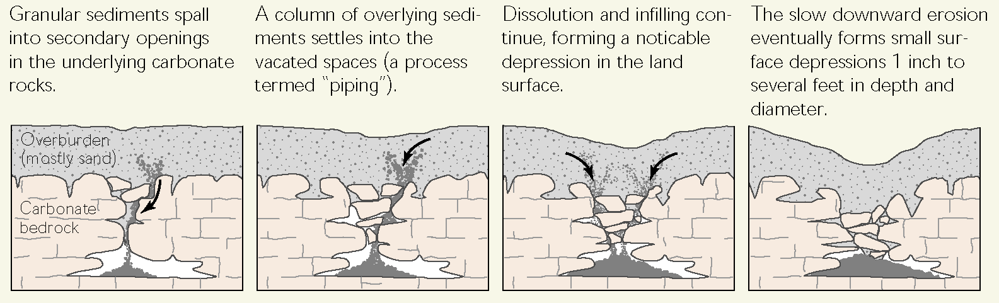 Granular sediments spall
into secondary openings
in the underlying carbonate
rocks.
A column of overlying sedi-
ments settles into the
vacated spaces (a process
termed “piping”).
Dissolution and infilling con-
tinue, forming a noticable
depression in the land
surface.
The slow downward erosion
eventually forms small sur-
face depressions 1 inch to
several feet in depth and
diameter.
Overburden
(mostly sand)
Carbonate
bedrock